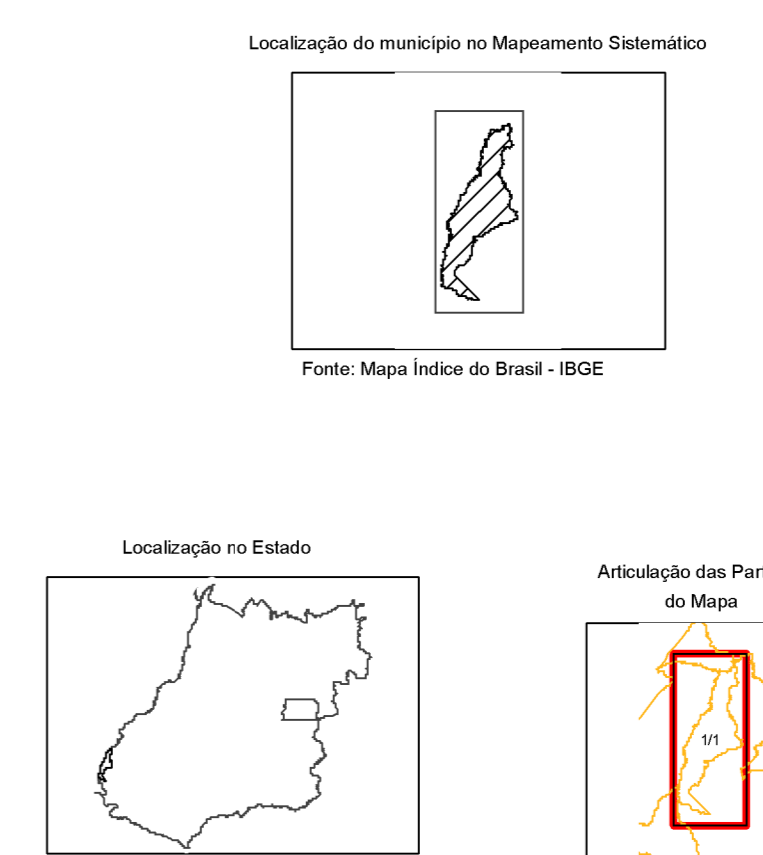 Localização do município no Mapeamento Sistemático
Fonte: Mapa Índice do Brasil - IBGE
Localização no Estado
Articulação das
do Mapa
1/1